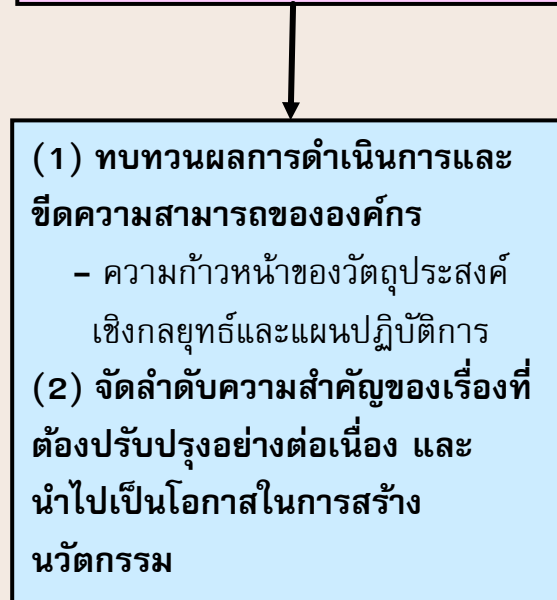 (1) ทบทวนผลการดำเนินการและ
ขีดความสามารถขององค์กร
– ความก้าวหน้าของวัตถุประสงค์
เชิงกลยุทธ์และแผนปฏิบัติการ
(2) จัดลำดับความสำคัญของเรื่องที่
ต้องปรับปรุงอย่างต่อเนื่อง และ
นำไปเป็นโอกาสในการสร้าง
นวัตกรรม